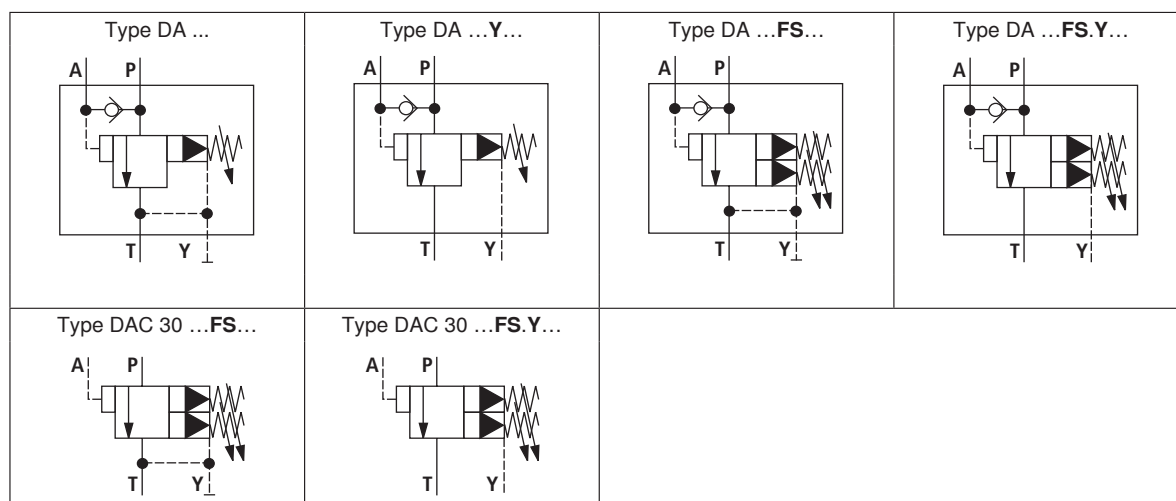 Type DA ...
A P
T Y
Type DA …Y…
A P
T Y
Type DA …FS…
A P
T Y
Type DA …FS.Y…
A P
T Y
Type DAC 30 …FS…
A P
T Y
Type DAC 30 …FS.Y…
A P
T Y